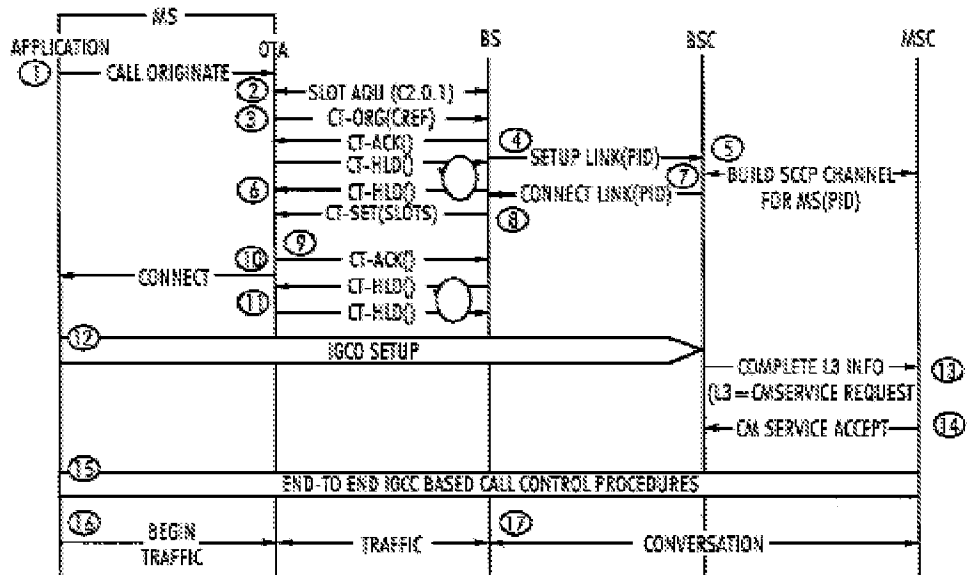 MS
APPLICATION OTA BS BSC MSC
1 CALL ORIGINATE
2 SLOT AQU (C2.0.1)
3 CT-ORG(CREF)
CT-ACK() 4
SETUP LINK(PID) 5
CT-HLD()
7 BUILD SCCP CHANNEL
FOR MS(PID)
6 CT-HLD()
CONNECT LINK(PID)
CT-SET(SLOTS) 8
9
10 CT-ACK()
CONNECT
CT-HLD()
11 CT-HLD()
12
IGCO SETUP
COMPLETE L3 INFO 13
(L3=CMSERVICE REQUEST
CM SERVICE ACCEPT 14
15
END-TO END IGCC BASED CALL CONTROL PROCEDURES
16 BEGIN
TRAFFIC
TRAFFIC
17 CONVERSATION